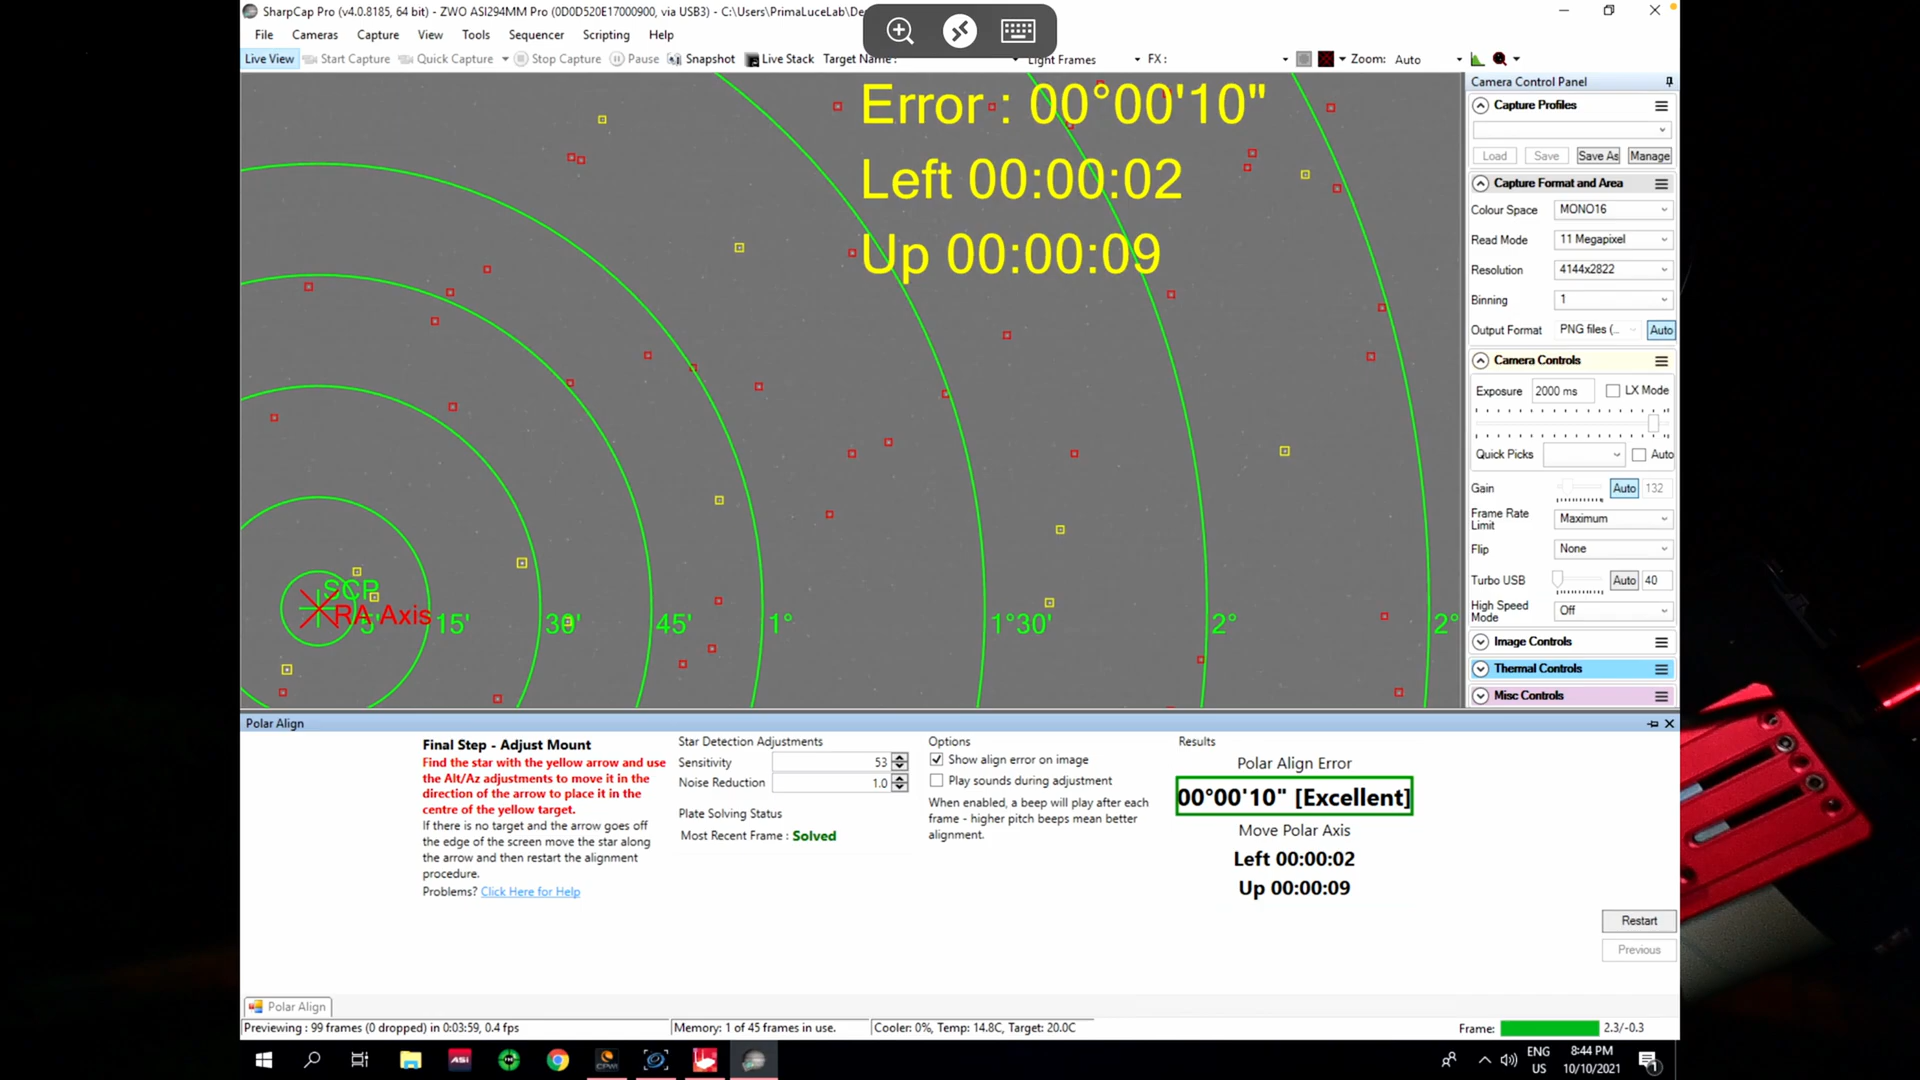 SharpCap Pro (v4.0.8185, 64 bit) - ZWO ASI294MM Pro (0D0D520E17000900, via USB3) - C:\Users\PrimaLuceLab\De
File Cameras Capture View Tools Sequencer Scripting Help
Live View Start Capture Quick Capture Stop Capture Pause Snapshot Live Stack Target Name: Light Frames FX: Zoom: Auto
Error : 00°00'10"
Left 00:00:02
Up 00:00:09
SCP
RA Axis
5' 15' 30' 45' 1° 1°30' 2° 2°
Camera Control Panel
Capture Profiles
Load Save Save As Manage
Capture Format and Area
Colour Space MONO16
Read Mode 11 Megapixel
Resolution 4144x2822
Binning 1
Output Format PNG files (.. Auto
Camera Controls
Exposure 2000 ms LX Mode
Quick Picks Auto
Gain Auto 132
Frame Rate Limit Maximum
Flip None
Turbo USB Auto 40
High Speed Mode Off
Image Controls
Thermal Controls
Misc Controls
Polar Align
Final Step - Adjust Mount
Find the star with the yellow arrow and use
the Alt/Az adjustments to move it in the
direction of the arrow to place it in the
centre of the yellow target.
If there is no target and the arrow goes off
the edge of the screen move the star along
the arrow and then restart the alignment
procedure.
Problems? Click Here for Help
Star Detection Adjustments
Sensitivity 53
Noise Reduction 1.0
Plate Solving Status
Most Recent Frame : Solved
Options
Show align error on image
Play sounds during adjustment
When enabled, a beep will play after each
frame - higher pitch beeps mean better
alignment.
Results
Polar Align Error
00°00'10" [Excellent]
Move Polar Axis
Left 00:00:02
Up 00:00:09
Restart
Previous
Polar Align
Previewing : 99 frames (0 dropped) in 0:03:59, 0.4 fps
Memory: 1 of 45 frames in use.
Cooler: 0%, Temp: 14.8C, Target: 20.0C
Frame: 2.3/-0.3
ASI
CPWI
ENG
US
8:44 PM
10/10/2021
1